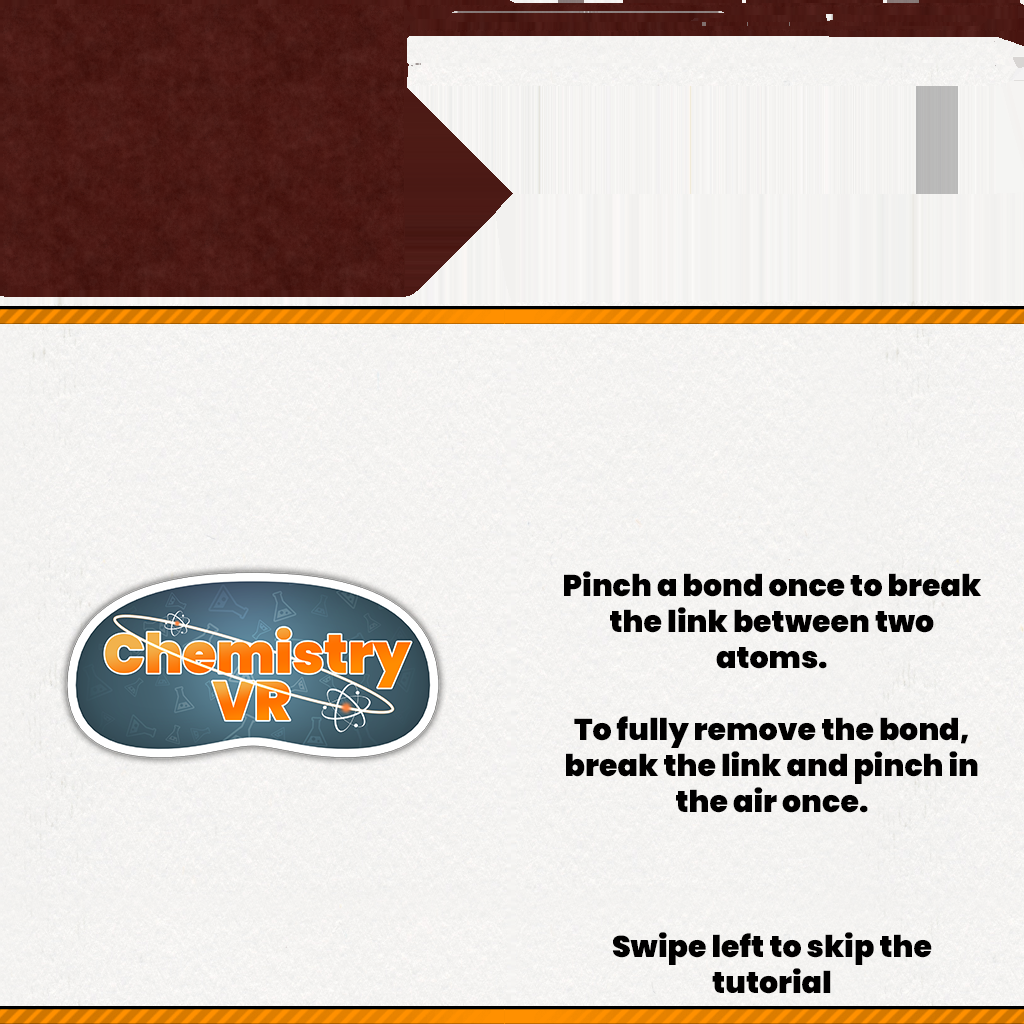 Chemistry
VR
Pinch a bond once to break
the link between two
atoms.
To fully remove the bond,
break the link and pinch in
the air once.
Swipe left to skip the
tutorial